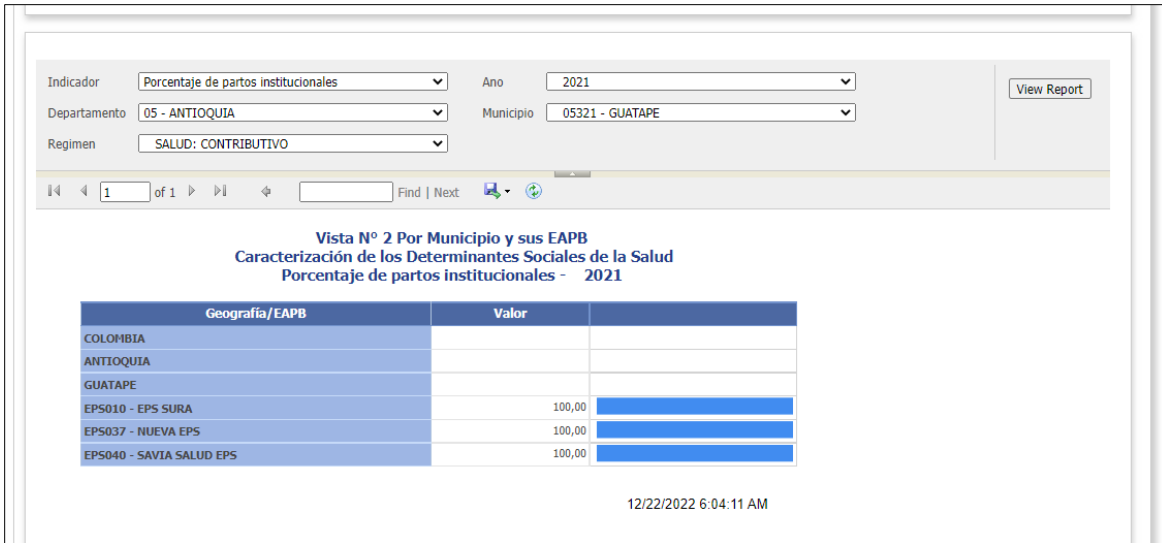 Indicador Porcentaje de partos institucionales Ano 2021 View Report
Departamento 05 - ANTIOQUIA Municipio 05321 - GUATAPE
Regimen SALUD: CONTRIBUTIVO
1 of 1 Find | Next
Vista Nº 2 Por Municipio y sus EAPB
Caracterización de los Determinantes Sociales de la Salud
Porcentaje de partos institucionales - 2021
Geografía/EAPB Valor
COLOMBIA
ANTIOQUIA
GUATAPE
EPS010 - EPS SURA 100,00
EPS037 - NUEVA EPS 100,00
EPS040 - SAVIA SALUD EPS 100,00
12/22/2022 6:04:11 AM